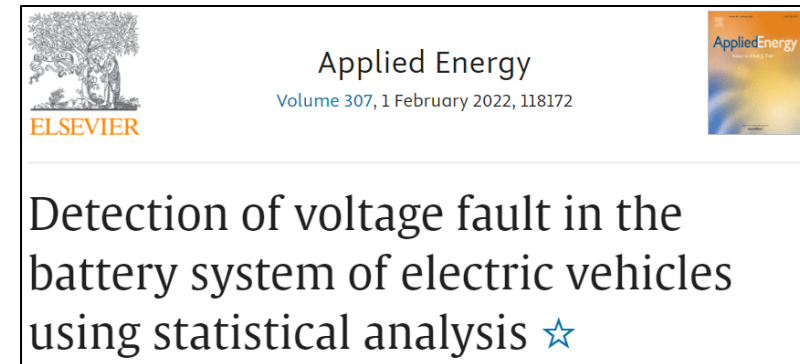 ELSEVIER
Applied Energy
Volume 307, 1 February 2022, 118172
AppliedEnergy
Detection of voltage fault in the
battery system of electric vehicles
using statistical analysis ☆